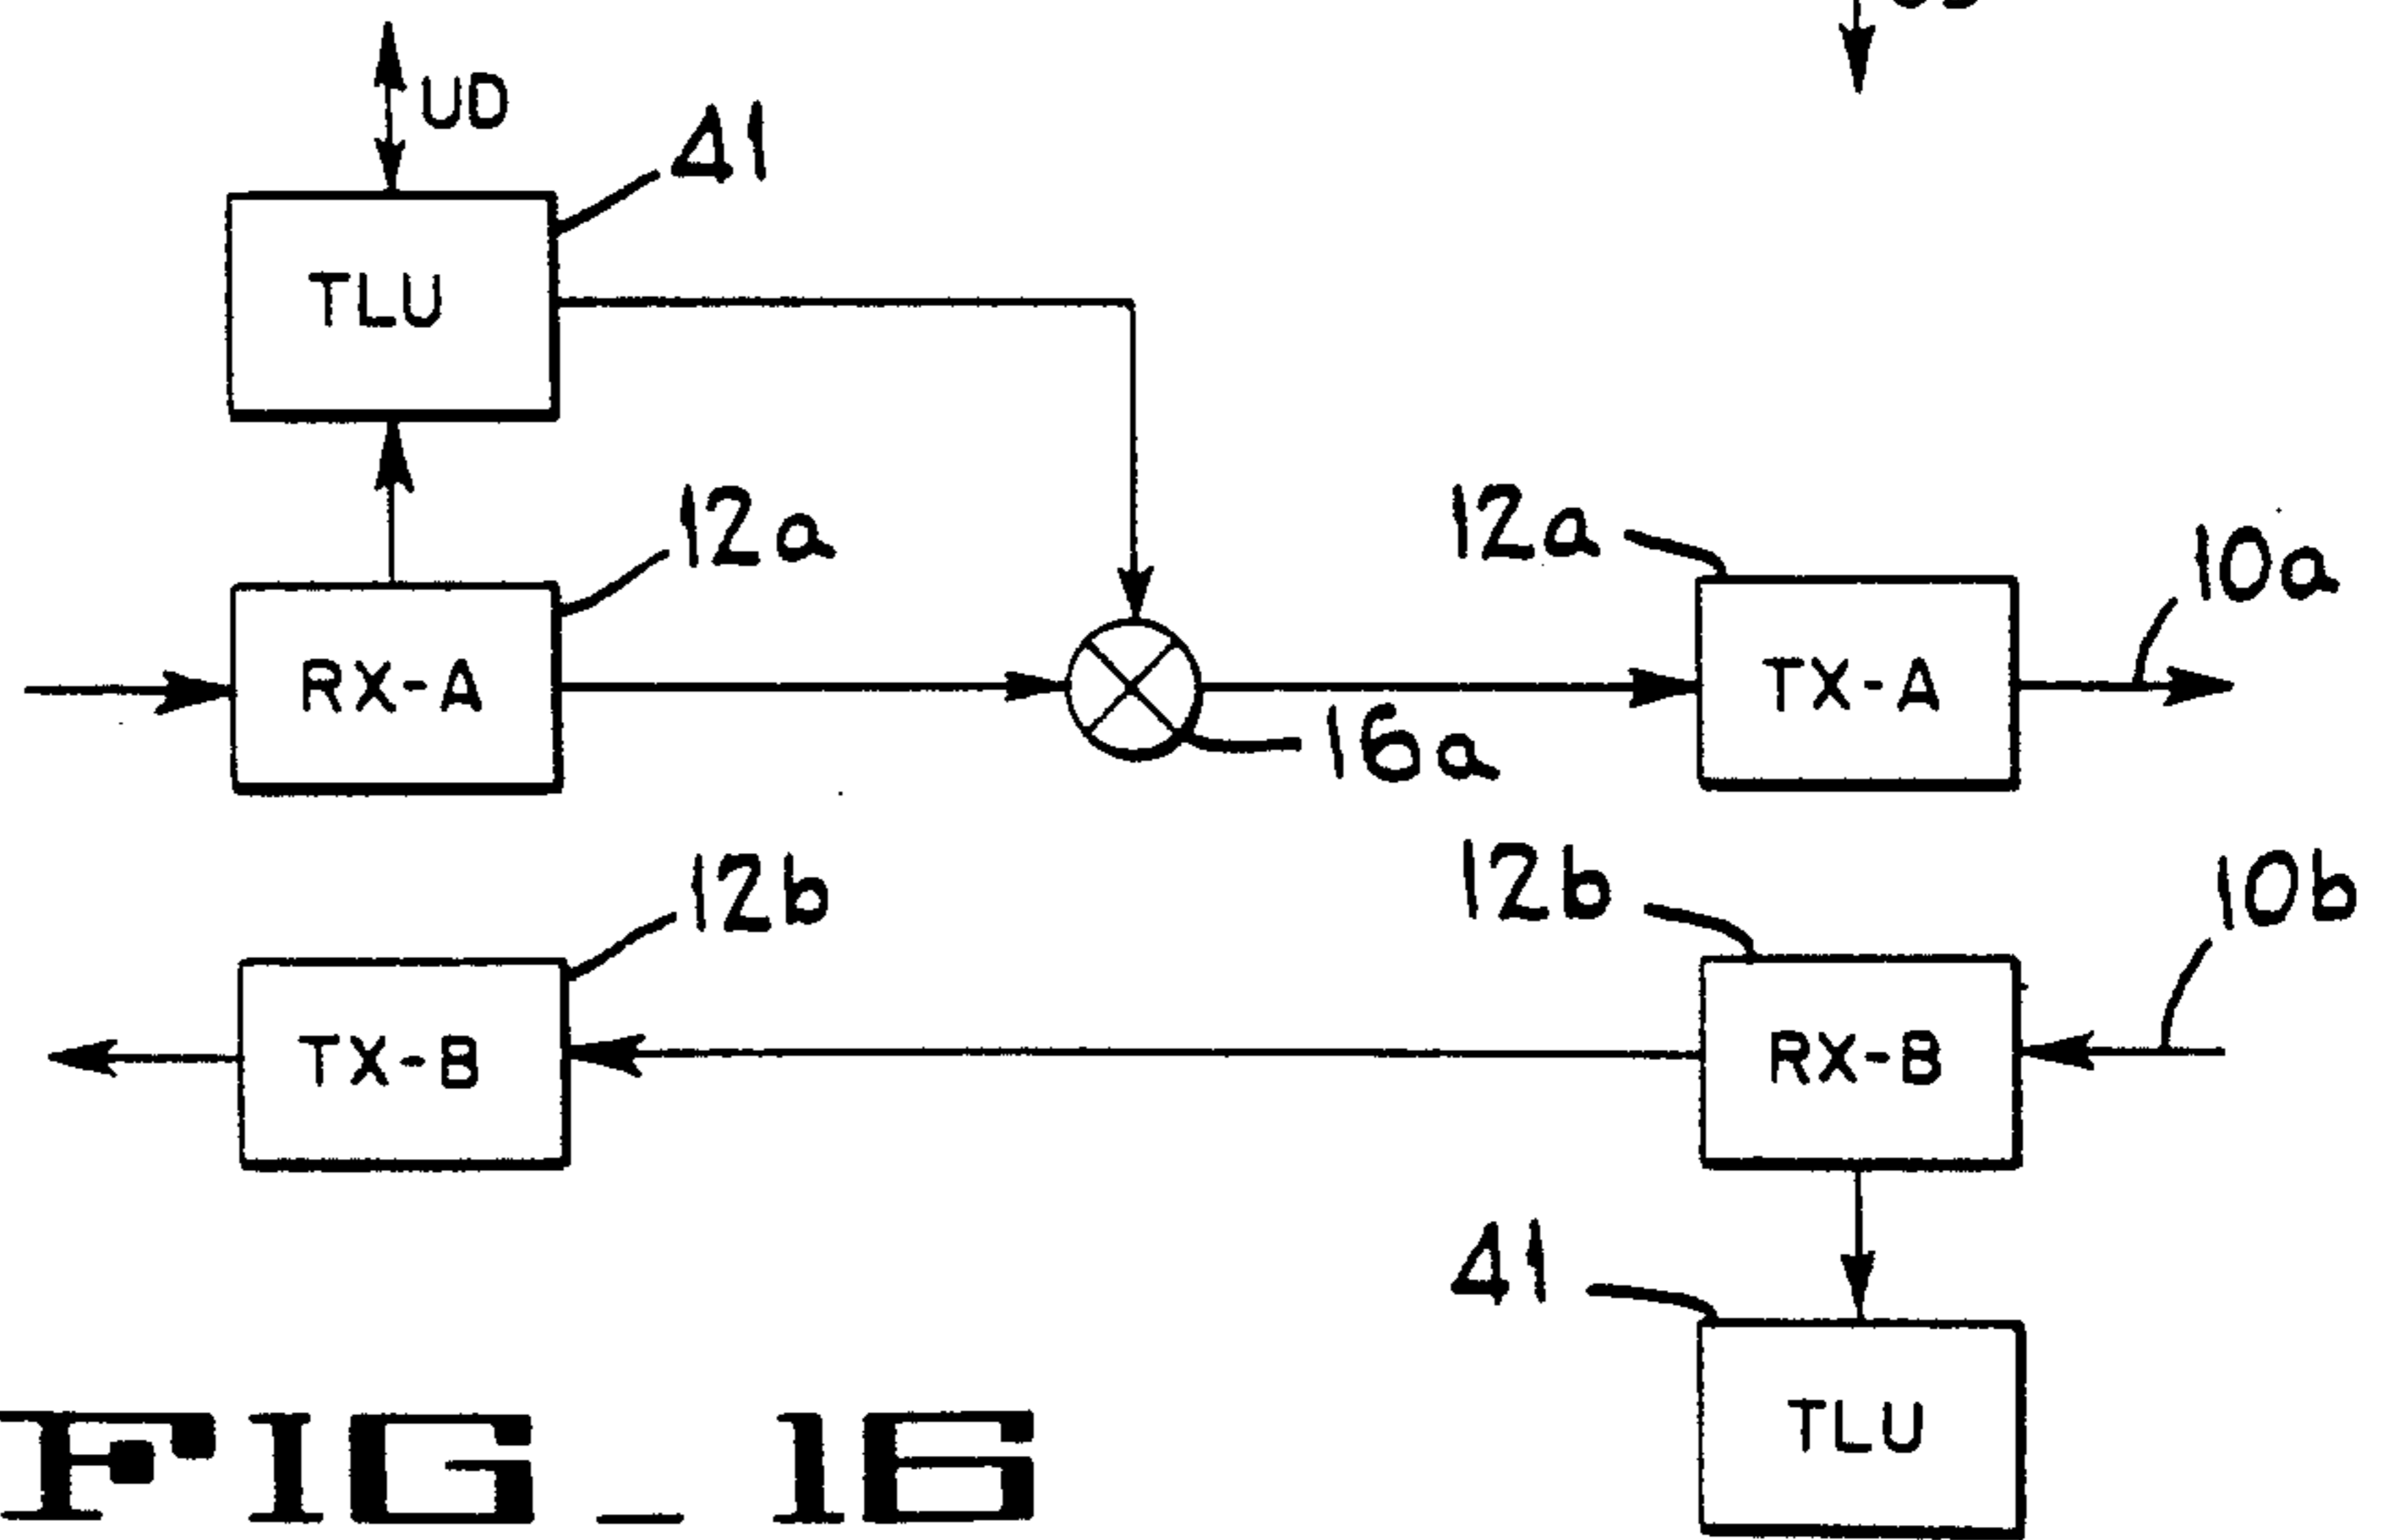 UD
41
TLU
12a
12a
10a
RX-A
TX-A
16a
12b
12b
10b
TX-B
RX-B
41
TLU
FIG_16